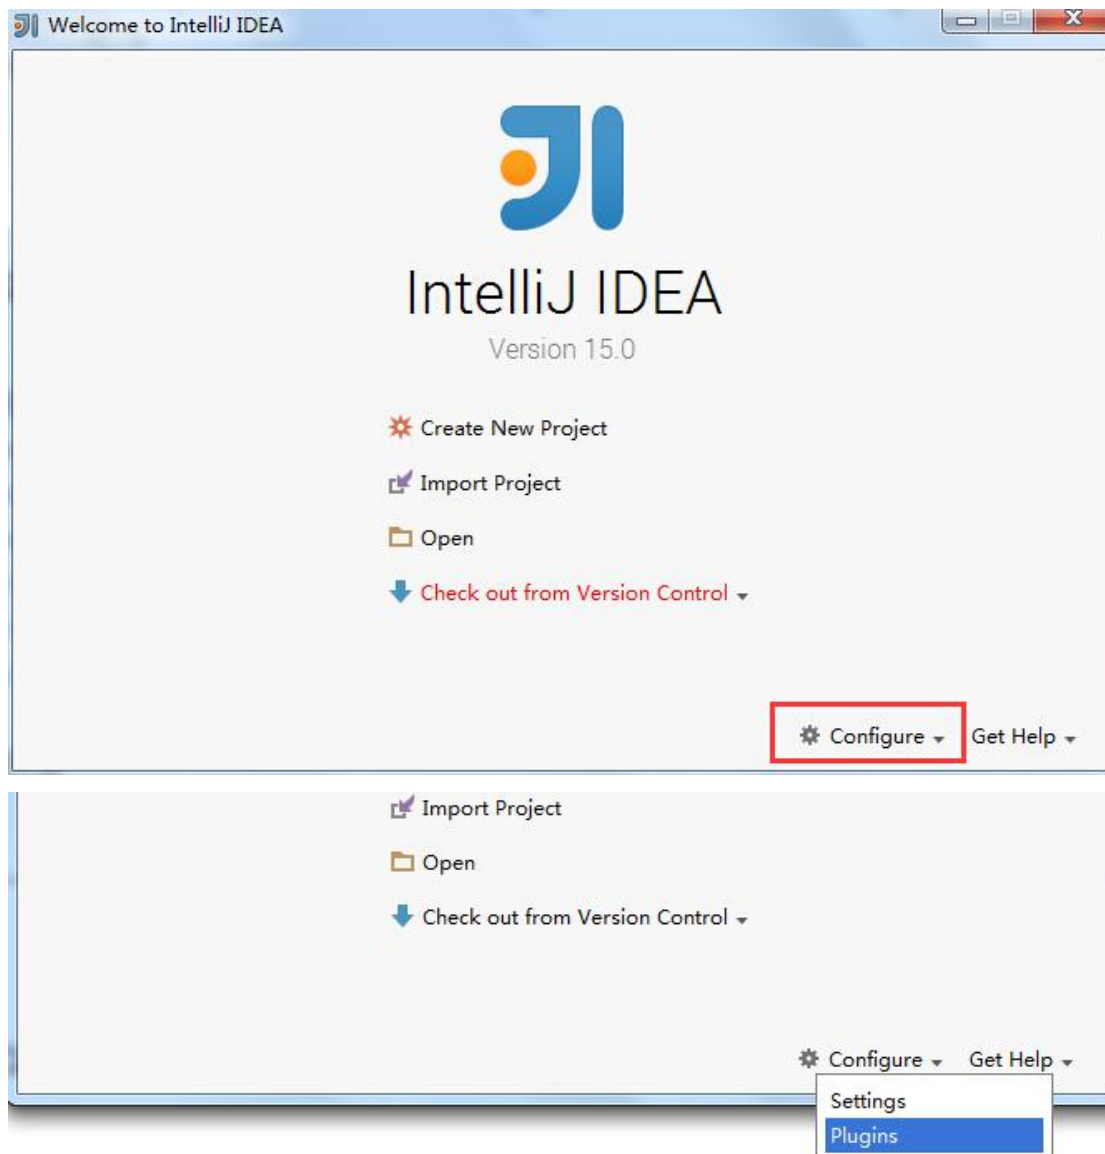 Welcome to IntelliJ IDEA
IntelliJ IDEA
Version 15.0
Create New Project
Import Project
Open
Check out from Version Control
Configure Get Help
Import Project
Open
Check out from Version Control
Configure Get Help
Settings
Plugins